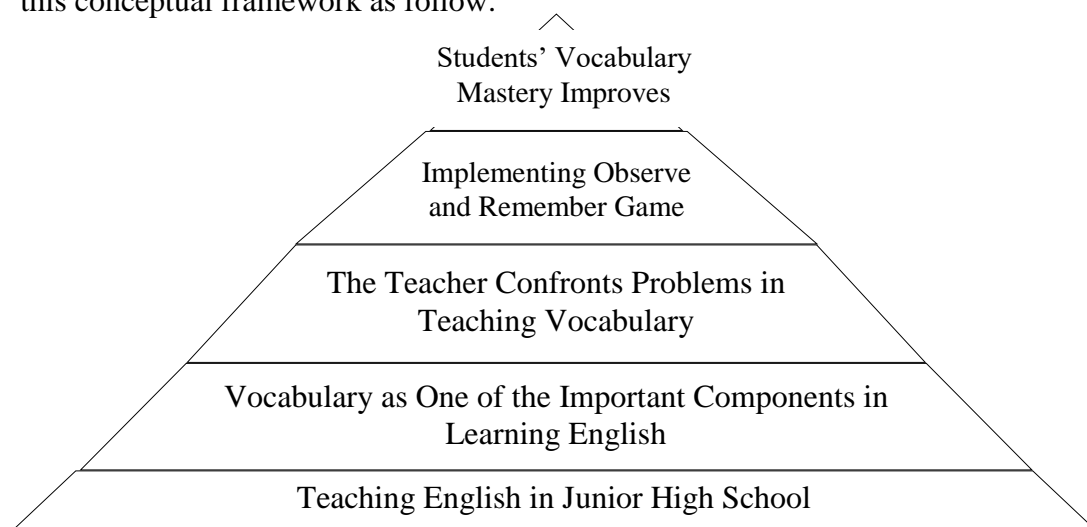 this conceptual framework as follow:
Students’ Vocabulary
Mastery Improves
Implementing Observe
and Remember Game
The Teacher Confronts Problems in
Teaching Vocabulary
Vocabulary as One of the Important Components in
Learning English
Teaching English in Junior High School